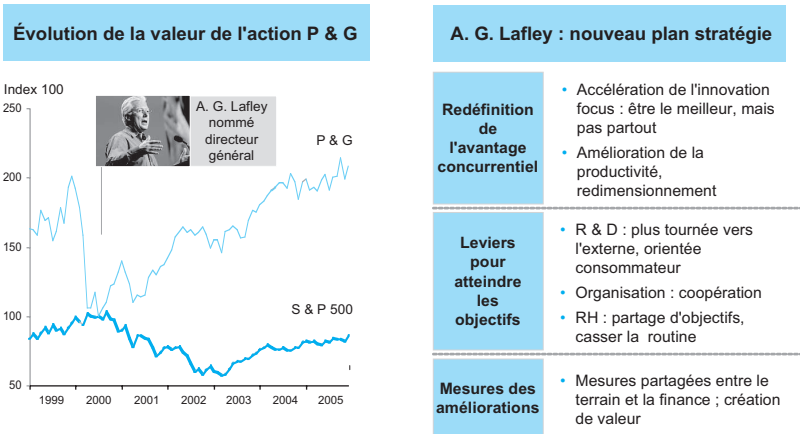 Évolution de la valeur de l'action P & G
Index 100
250
200
150
100
50
A. G. Lafley
nommé
directeur
général
P & G
S & P 500
1999
2000
2001
2002
2003
2004
2005
A. G. Lafley : nouveau plan stratégie
Redéfinition
de
l'avantage
concurrentiel
• Accélération de l'innovation
focus : être le meilleur, mais
pas partout
• Amélioration de la
productivité,
redimensionnement
Leviers
pour
atteindre
les
objectifs
• R & D : plus tournée vers
l'externe, orientée
consommateur
• Organisation : coopération
• RH : partage d'objectifs,
casser la routine
Mesures des
améliorations
• Mesures partagées entre le
terrain et la finance ; création
de valeur